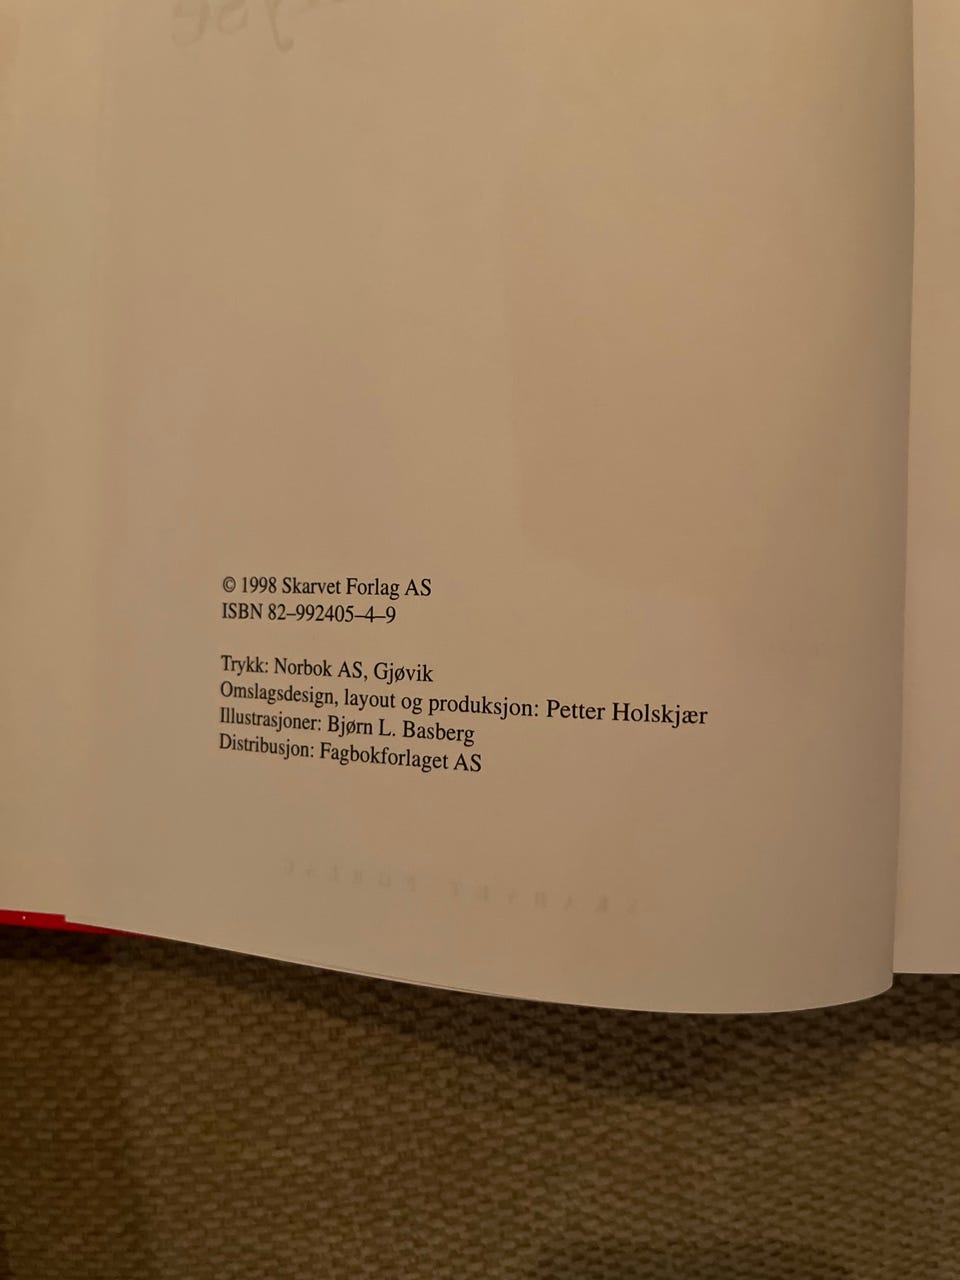 © 1998 Skarvet Forlag AS
ISBN 82–992405–4–9
Trykk: Norbok AS, Gjøvik
Omslagsdesign, layout og produksjon: Petter Holskjær
Illustrasjoner: Bjørn L. Basberg
Distribusjon: Fagbokforlaget AS